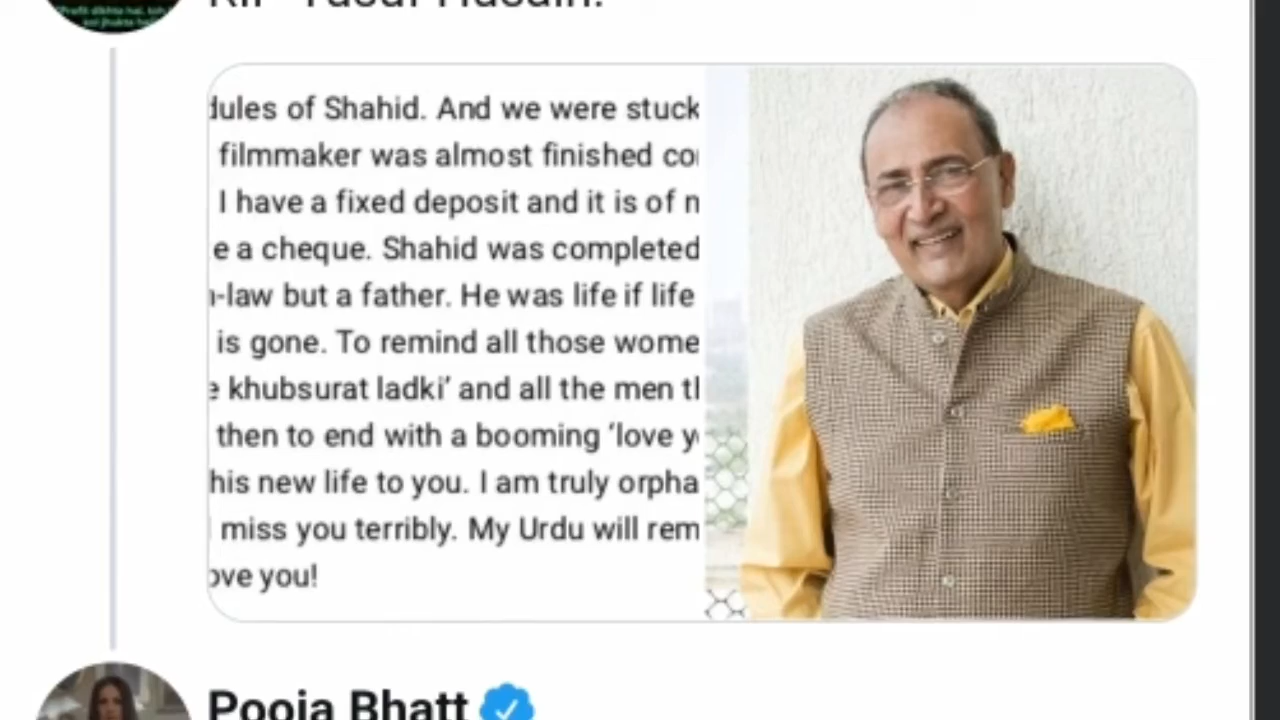 RIP Yusuf Husain.
dules of Shahid. And we were stuck
filmmaker was almost finished
I have a fixed deposit and it is of
e a cheque. Shahid was completed
-law but a father. He was life if life
is gone. To remind all those wome
e khubsurat ladki’ and all the men
then to end with a booming ‘love
his new life to you. I am truly orpha
miss you terribly. My Urdu will rem
ove you!
Pooja Bhatt